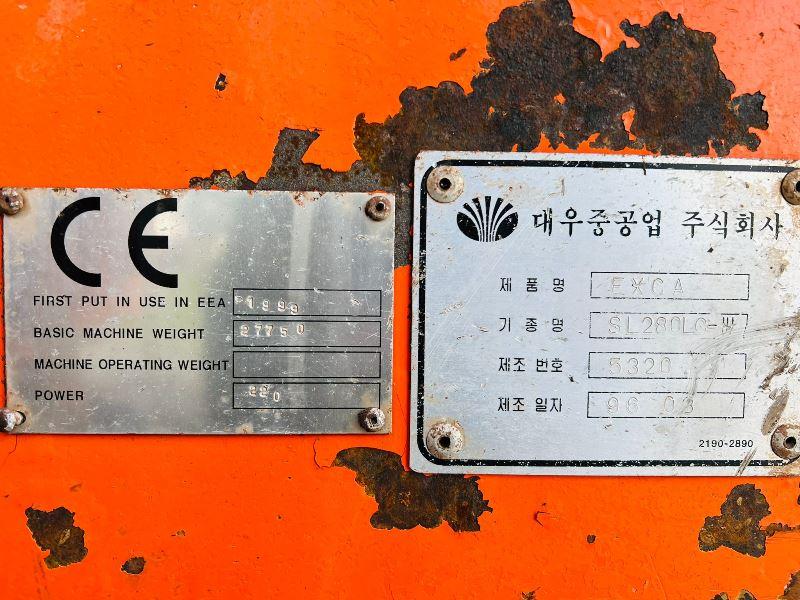 CE
FIRST PUT IN USE IN EEA 1999
BASIC MACHINE WEIGHT 27750
MACHINE OPERATING WEIGHT
POWER 220
대우중공업 주식회사
제 품 명
기 종 명
제조 번호 5320
제조 일자 96 03
2190-2890